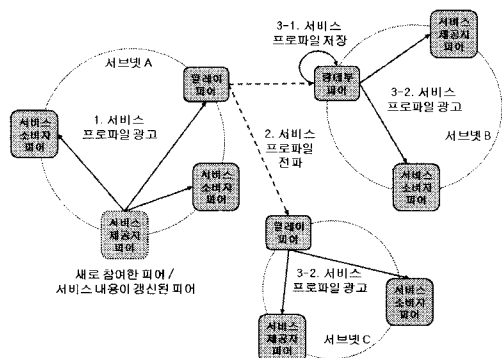 3-1. 서비스
프로파일 저장
서비스
제공자
피어
서브넷 A
릴레이
피어
랑데부
피어
1. 서비스
프로파일 광고
3-2. 서비스
프로파일 광고
서비스
소비자
피어
서브넷 B
2. 서비스
프로파일
전파
서비스
소비자
피어
서비스
소비자
피어
서비스
제공자
피어
릴레이
피어
새로 참여한 피어 /
서비스 내용이 갱신된 피어
3-2. 서비스
프로파일 광고
서비스
소비자
피어
서비스
제공자
피어
서브넷 C